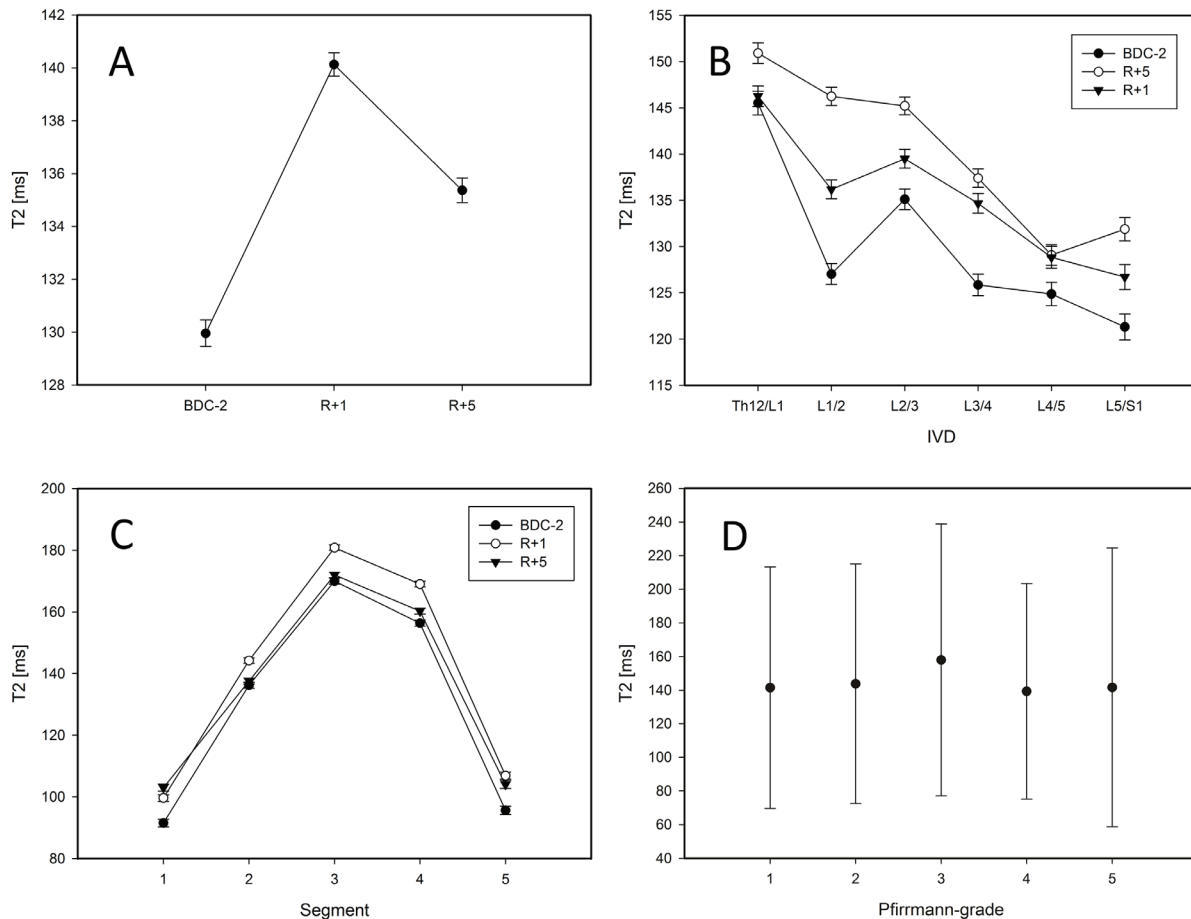 A
T2 [ms]
142
140
138
136
134
132
130
128
BDC-2
R+1
R+5
B
T2 [ms]
155
150
145
140
135
130
125
120
115
BDC-2
R+5
R+1
Th12/L1
L1/2
L2/3
L3/4
L4/5
L5/S1
IVD
C
T2 [ms]
200
180
160
140
120
100
80
BDC-2
R+1
R+5
1
2
3
4
5
Segment
D
T2 [ms]
260
240
220
200
180
160
140
120
100
80
60
40
1
2
3
4
5
Pfirrmann-grade